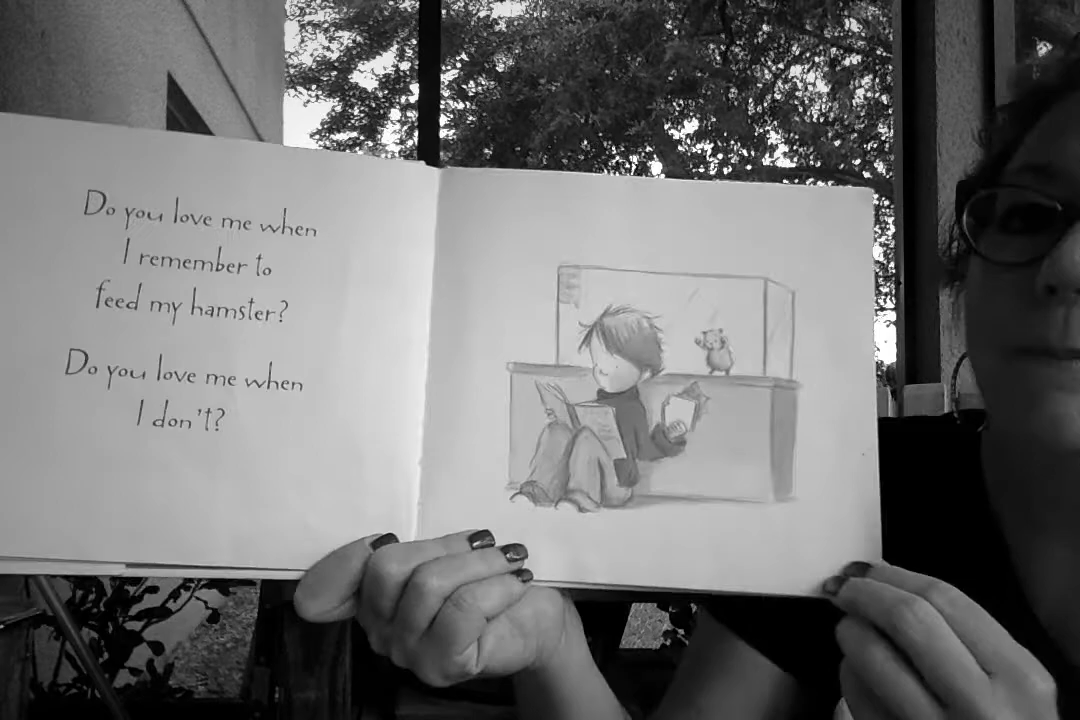 Do you love me when
I remember to
feed my hamster?
Do you love me when
I don't?